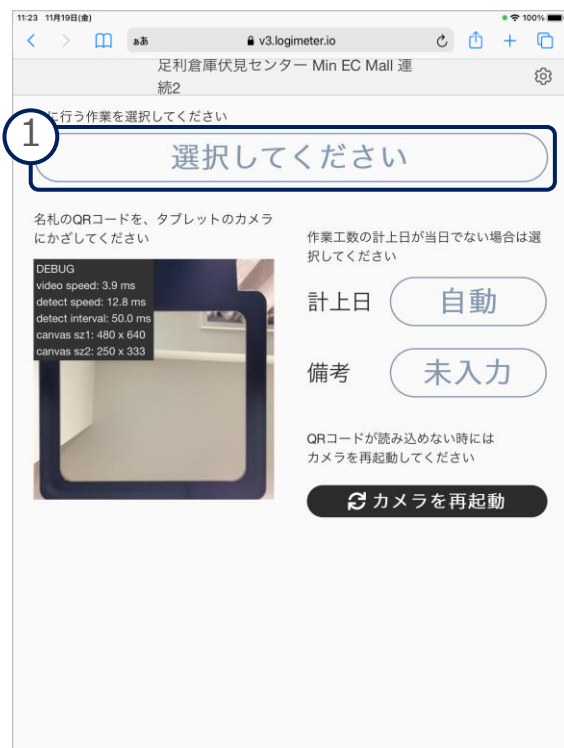 11:23 11月19日(金)
100%
ああ
v3.logimeter.io
足利倉庫伏見センター Min EC Mall 連
続2
に行う作業を選択してください
1
選択してください
名札のQRコードを、タブレットのカメラ
にかざしてください
DEBUG
video speed: 3.9 ms
detect speed: 12.8 ms
detect interval: 50.0 ms
canvas sz1: 480 x 640
canvas sz2: 250 x 333
作業工数の計上日が当日でない場合は選
択してください
計上日
自動
備考
未入力
QRコードが読み込めない時には
カメラを再起動してください
カメラを再起動